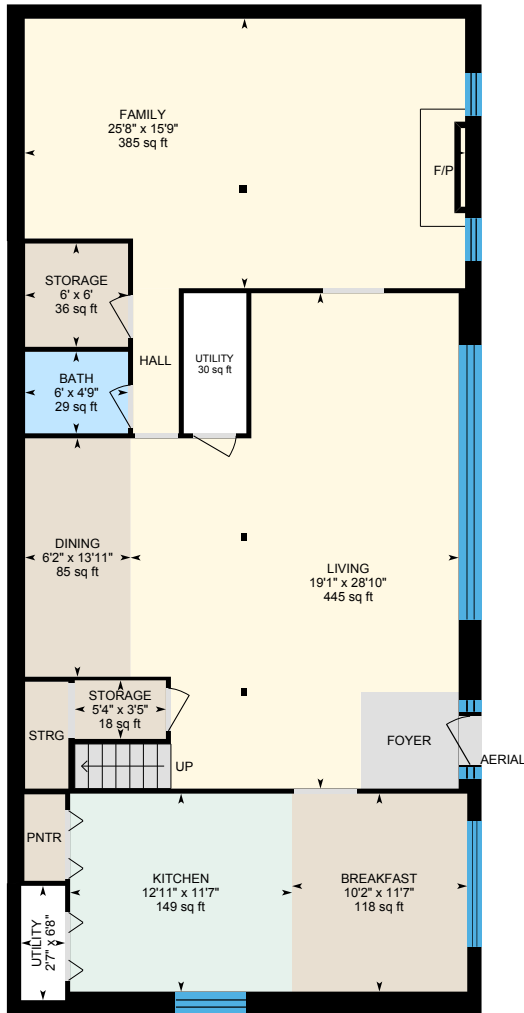 FAMILY
25'8" x 15'9"
385 sq ft
F/P
STORAGE
6' x 6'
36 sq ft
HALL
UTILITY
30 sq ft
BATH
6' x 4'9"
29 sq ft
DINING
6'2" x 13'11"
85 sq ft
LIVING
19'1" x 28'10"
445 sq ft
STORAGE
5'4" x 3'5"
18 sq ft
STRG
UP
FOYER
AERIAL
PNTR
KITCHEN
12'11" x 11'7"
149 sq ft
BREAKFAST
10'2" x 11'7"
118 sq ft
UTILITY
2'7" x 6'8"